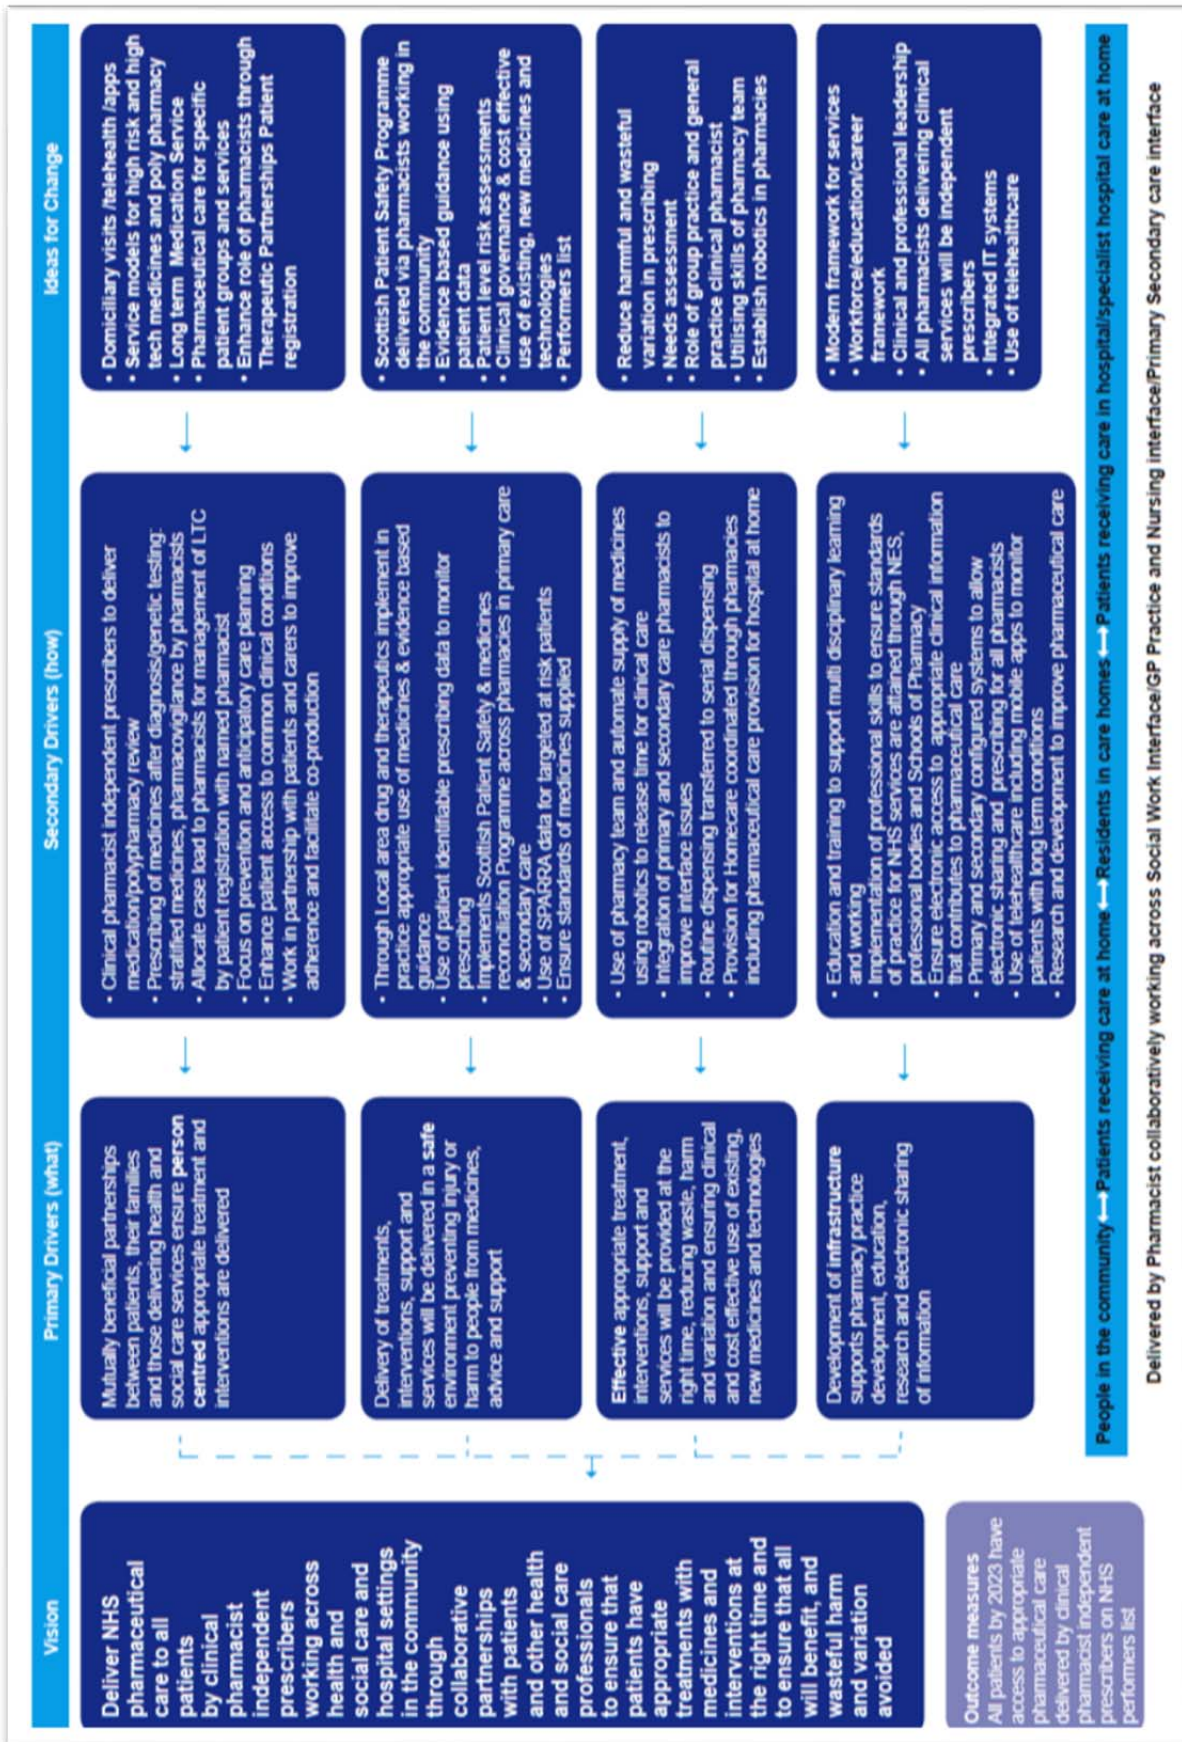 Vision
Primary Drivers (what)
Secondary Drivers (how)
Ideas for Change
Deliver NHS
pharmaceutical
care to all
patients
by clinical
pharmacist
independent
prescribers
working across
health and
social care and
hospital settings
in the community
through
collaborative
partnerships
with patients
and other health
and social care
professionals
to ensure that
patients have
appropriate
treatments with
medicines and
interventions at
the right time and
to ensure that all
will benefit, and
wasteful harm
and variation
avoided
Outcome measures
All patients by 2023 have
access to appropriate
pharmaceutical care
delivered by clinical
pharmacist independent
prescribers on NHS
performers list
Mutually beneficial partnerships
between patients, their families
and those delivering health and
social care services ensure person
centred appropriate treatment and
interventions are delivered
• Clinical pharmacist independent prescribers to deliver
medication/polypharmacy review
• Prescribing of medicines after diagnosis/genetic testing:
stratified medicines, pharmacovigilance by pharmacists
• Allocate case load to pharmacists for management of LTC
by patient registration with named pharmacist
• Focus on prevention and anticipatory care planning
• Enhance patient access to common clinical conditions
• Work in partnership with patients and carers to improve
adherence and facilitate co-production
• Domiciliary visits /telehealth /apps
• Service models for high risk and high
tech medicines and poly pharmacy
• Long term Medication Service
• Pharmaceutical care for specific
patient groups and services
• Enhance role of pharmacists through
Therapeutic Partnerships Patient
registration
Delivery of treatments,
interventions, support and
services will be delivered in a safe
environment preventing injury or
harm to people from medicines,
advice and support
• Through Local area drug and therapeutics implement in
practice appropriate use of medicines & evidence based
guidance
• Use of patient identifiable prescribing data to monitor
prescribing
• Implements Scottish Patient Safety & medicines
reconciliation Programme across pharmacies in primary care
& secondary care
• Use of SPARRA data for targeted at risk patients
• Ensure standards of medicines supplied
• Scottish Patient Safety Programme
delivered via pharmacists working in
the community
• Evidence based guidance using
patient data
• Patient level risk assessments
• Clinical governance & cost effective
use of existing, new medicines and
technologies
• Performers list
Effective appropriate treatment,
interventions, support and
services will be provided at the
right time, reducing waste, harm
and variation and ensuring clinical
and cost effective use of existing,
new medicines and technologies
• Use of pharmacy team and automate supply of medicines
using robotics to release time for clinical care
• Integration of primary and secondary care pharmacists to
improve interface issues
• Routine dispensing transferred to serial dispensing
• Provision for Homecare coordinated through pharmacies
including pharmaceutical care provision for hospital at home
• Reduce harmful and wasteful
variation in prescribing
• Needs assessment
• Role of group practice and general
practice clinical pharmacist
• Utilising skills of pharmacy team
• Establish robotics in pharmacies
Development of infrastructure
supports pharmacy practice
development, education,
research and electronic sharing
of information
• Education and training to support multi disciplinary learning
and working
• Implementation of professional skills to ensure standards
of practice for NHS services are attained through NES,
professional bodies and Schools of Pharmacy
• Ensure electronic access to appropriate clinical information
that contributes to pharmaceutical care
• Primary and secondary configured systems to allow
electronic sharing and prescribing for all pharmacists
• Use of telehealthcare including mobile apps to monitor
patients with long term conditions
• Research and development to improve pharmaceutical care
• Modern framework for services
• Workforce/education/career
framework
• Clinical and professional leadership
• All pharmacists delivering clinical
services will be independent
prescribers
• Integrated IT systems
• Use of telehealthcare
People in the community⟷Patients receiving care at home⟷Residents in care homes⟷Patients receiving care in hospital/specialist hospital care at home
Delivered by Pharmacist collaboratively working across Social Work Interface/GP Practice and Nursing interface/Primary Secondary care interface